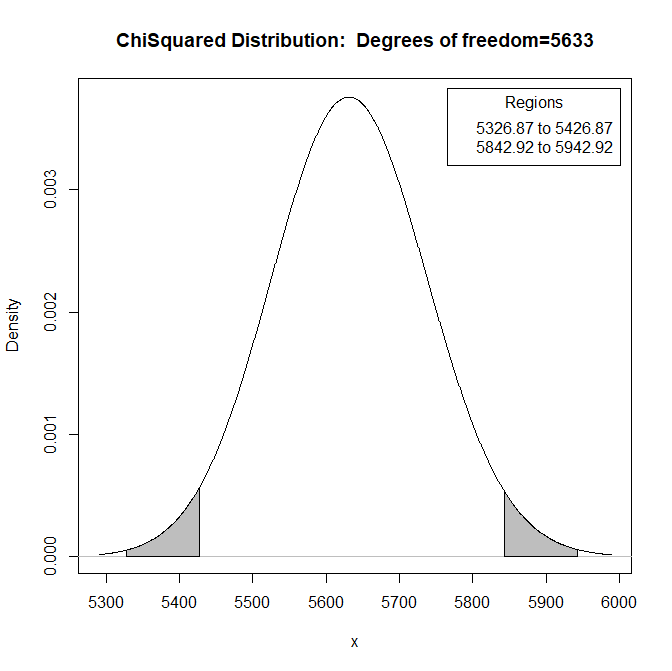 ChiSquared Distribution:  Degrees of freedom=5633
Regions
5326.87 to 5426.87
5842.92 to 5942.92
Density
0.003
0.002
0.001
0.000
5300 5400 5500 5600 5700 5800 5900 6000
x